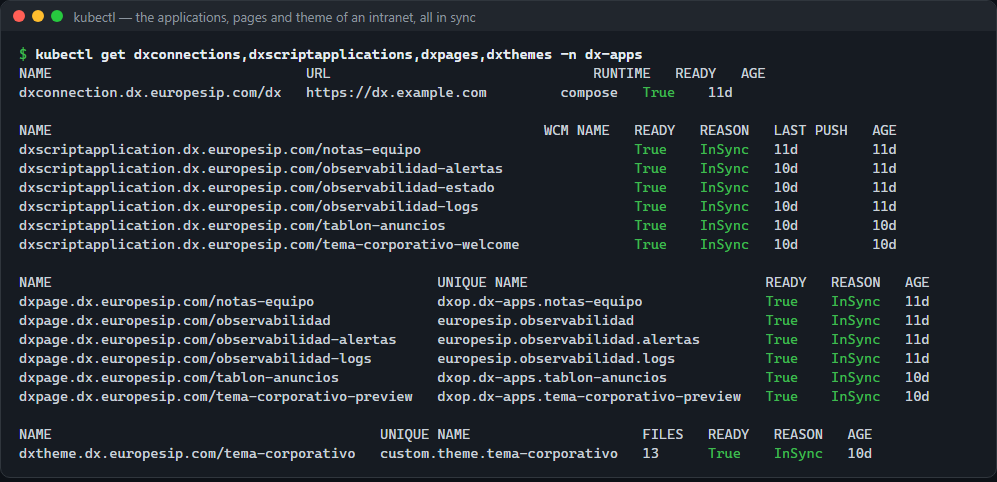 kubectl — the applications, pages and theme of an intranet, all in sync
$ kubectl get dxconnections,dxscriptapplications,dxpages,dxthemes -n dx-apps
NAME URL RUNTIME READY AGE
dxconnection.dx.europesip.com/dx https://dx.example.com compose True 11d
NAME WCM NAME READY REASON LAST PUSH AGE
dxscriptapplication.dx.europesip.com/notas-equipo True InSync 11d 11d
dxscriptapplication.dx.europesip.com/observabilidad-alertas True InSync 10d 11d
dxscriptapplication.dx.europesip.com/observabilidad-estado True InSync 10d 11d
dxscriptapplication.dx.europesip.com/observabilidad-logs True InSync 10d 11d
dxscriptapplication.dx.europesip.com/tablon-anuncios True InSync 10d 10d
dxscriptapplication.dx.europesip.com/tema-corporativo-welcome True InSync 10d 10d
NAME UNIQUE NAME READY REASON AGE
dxpage.dx.europesip.com/notas-equipo dxop.dx-apps.notas-equipo True InSync 11d
dxpage.dx.europesip.com/observabilidad europesip.observabilidad True InSync 11d
dxpage.dx.europesip.com/observabilidad-alertas europesip.observabilidad.alertas True InSync 11d
dxpage.dx.europesip.com/observabilidad-logs europesip.observabilidad.logs True InSync 11d
dxpage.dx.europesip.com/tablon-anuncios dxop.dx-apps.tablon-anuncios True InSync 10d
dxpage.dx.europesip.com/tema-corporativo-preview dxop.dx-apps.tema-corporativo-preview True InSync 10d
NAME UNIQUE NAME FILES READY REASON AGE
dxtheme.dx.europesip.com/tema-corporativo custom.theme.tema-corporativo 13 True InSync 10d